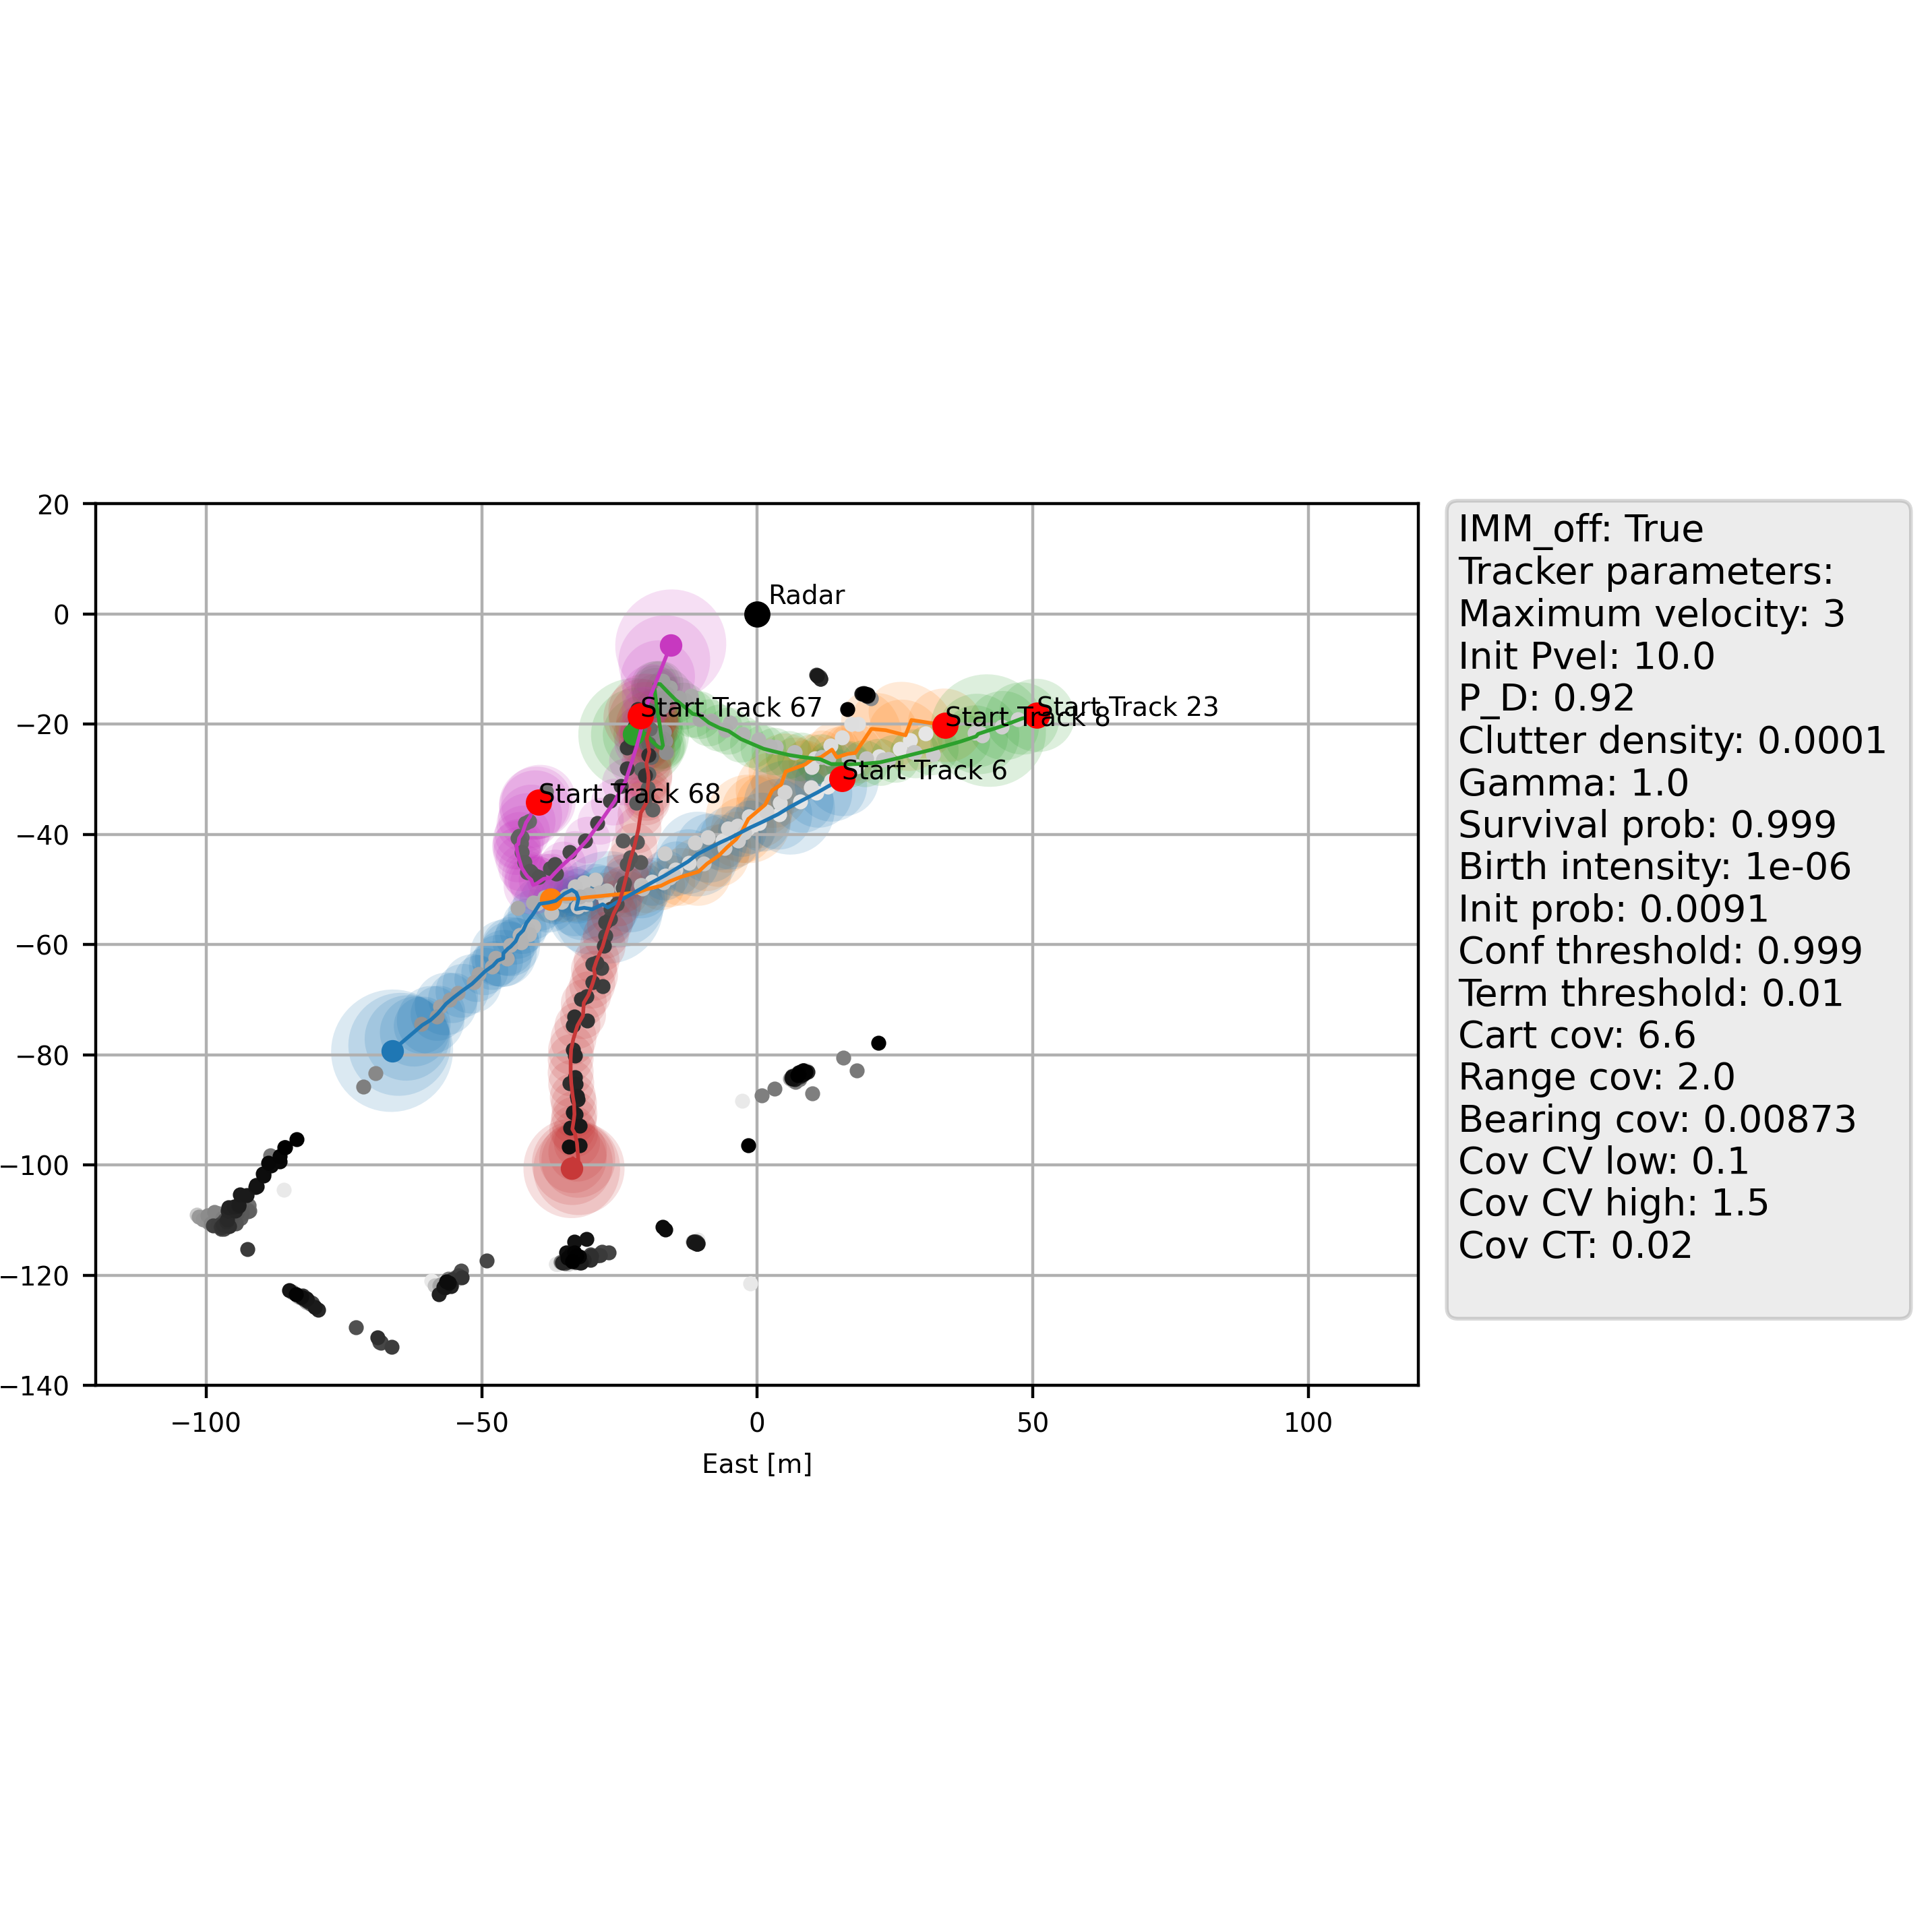 20
0
−20
−40
−60
−80
−100
−120
−140
−100
−50
0
50
100
East [m]
Radar
Start Track 67
Start Track 8
Start Track 23
Start Track 6
Start Track 68
IMM_off: True
Tracker parameters:
Maximum velocity: 3
Init Pvel: 10.0
P_D: 0.92
Clutter density: 0.0001
Gamma: 1.0
Survival prob: 0.999
Birth intensity: 1e-06
Init prob: 0.0091
Conf threshold: 0.999
Term threshold: 0.01
Cart cov: 6.6
Range cov: 2.0
Bearing cov: 0.00873
Cov CV low: 0.1
Cov CV high: 1.5
Cov CT: 0.02